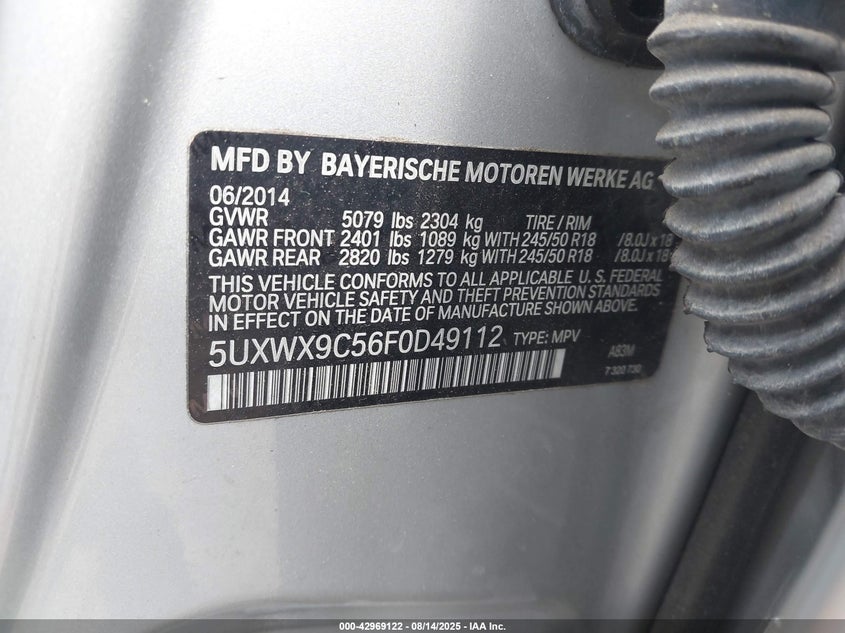 MFD BY BAYERISCHE MOTOREN WERKE AG
06/2014
GVWR 5079 lbs 2304 kg TIRE / RIM
GAWR FRONT 2401 lbs 1089 kg WITH 245/50 R18 /8.0J x 18
GAWR REAR 2820 lbs 1279 kg WITH 245/50 R18 /8.0J x 18
THIS VEHICLE CONFORMS TO ALL APPLICABLE U.S. FEDERAL
MOTOR VEHICLE SAFETY AND THEFT PREVENTION STANDARDS
IN EFFECT ON THE DATE OF MANUFACTURE SHOWN ABOVE.
5UXWX9C56F0D49112 TYPE: MPV A83M
7 320 730
000-42969122 - 08/14/2025 - IAA Inc.